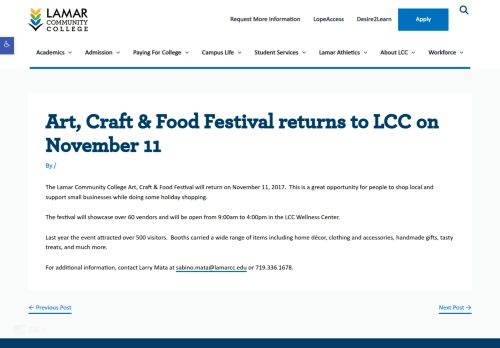 LAMAR
COMMUNITY
COLLEGE
Request More Information LopeAccess Desire2Learn Apply
Academics Admission Paying For College Campus Life Student Services Lamar Athletics About LCC Workforce
Art, Craft & Food Festival returns to LCC on
November 11
By /
The Lamar Community College Art, Craft & Food Festival will return on November 11, 2017. This is a great opportunity for people to shop local and
support small businesses while doing some holiday shopping.
The festival will showcase over 60 vendors and will be open from 9:00am to 4:00pm in the LCC Wellness Center.
Last year the event attracted over 500 visitors. Booths carried a wide range of items including home décor, clothing and accessories, handmade gifts, tasty
treats, and much more.
For additional information, contact Larry Mata at sabino.mata@lamarcc.edu or 719.336.1678.
← Previous Post Next Post →